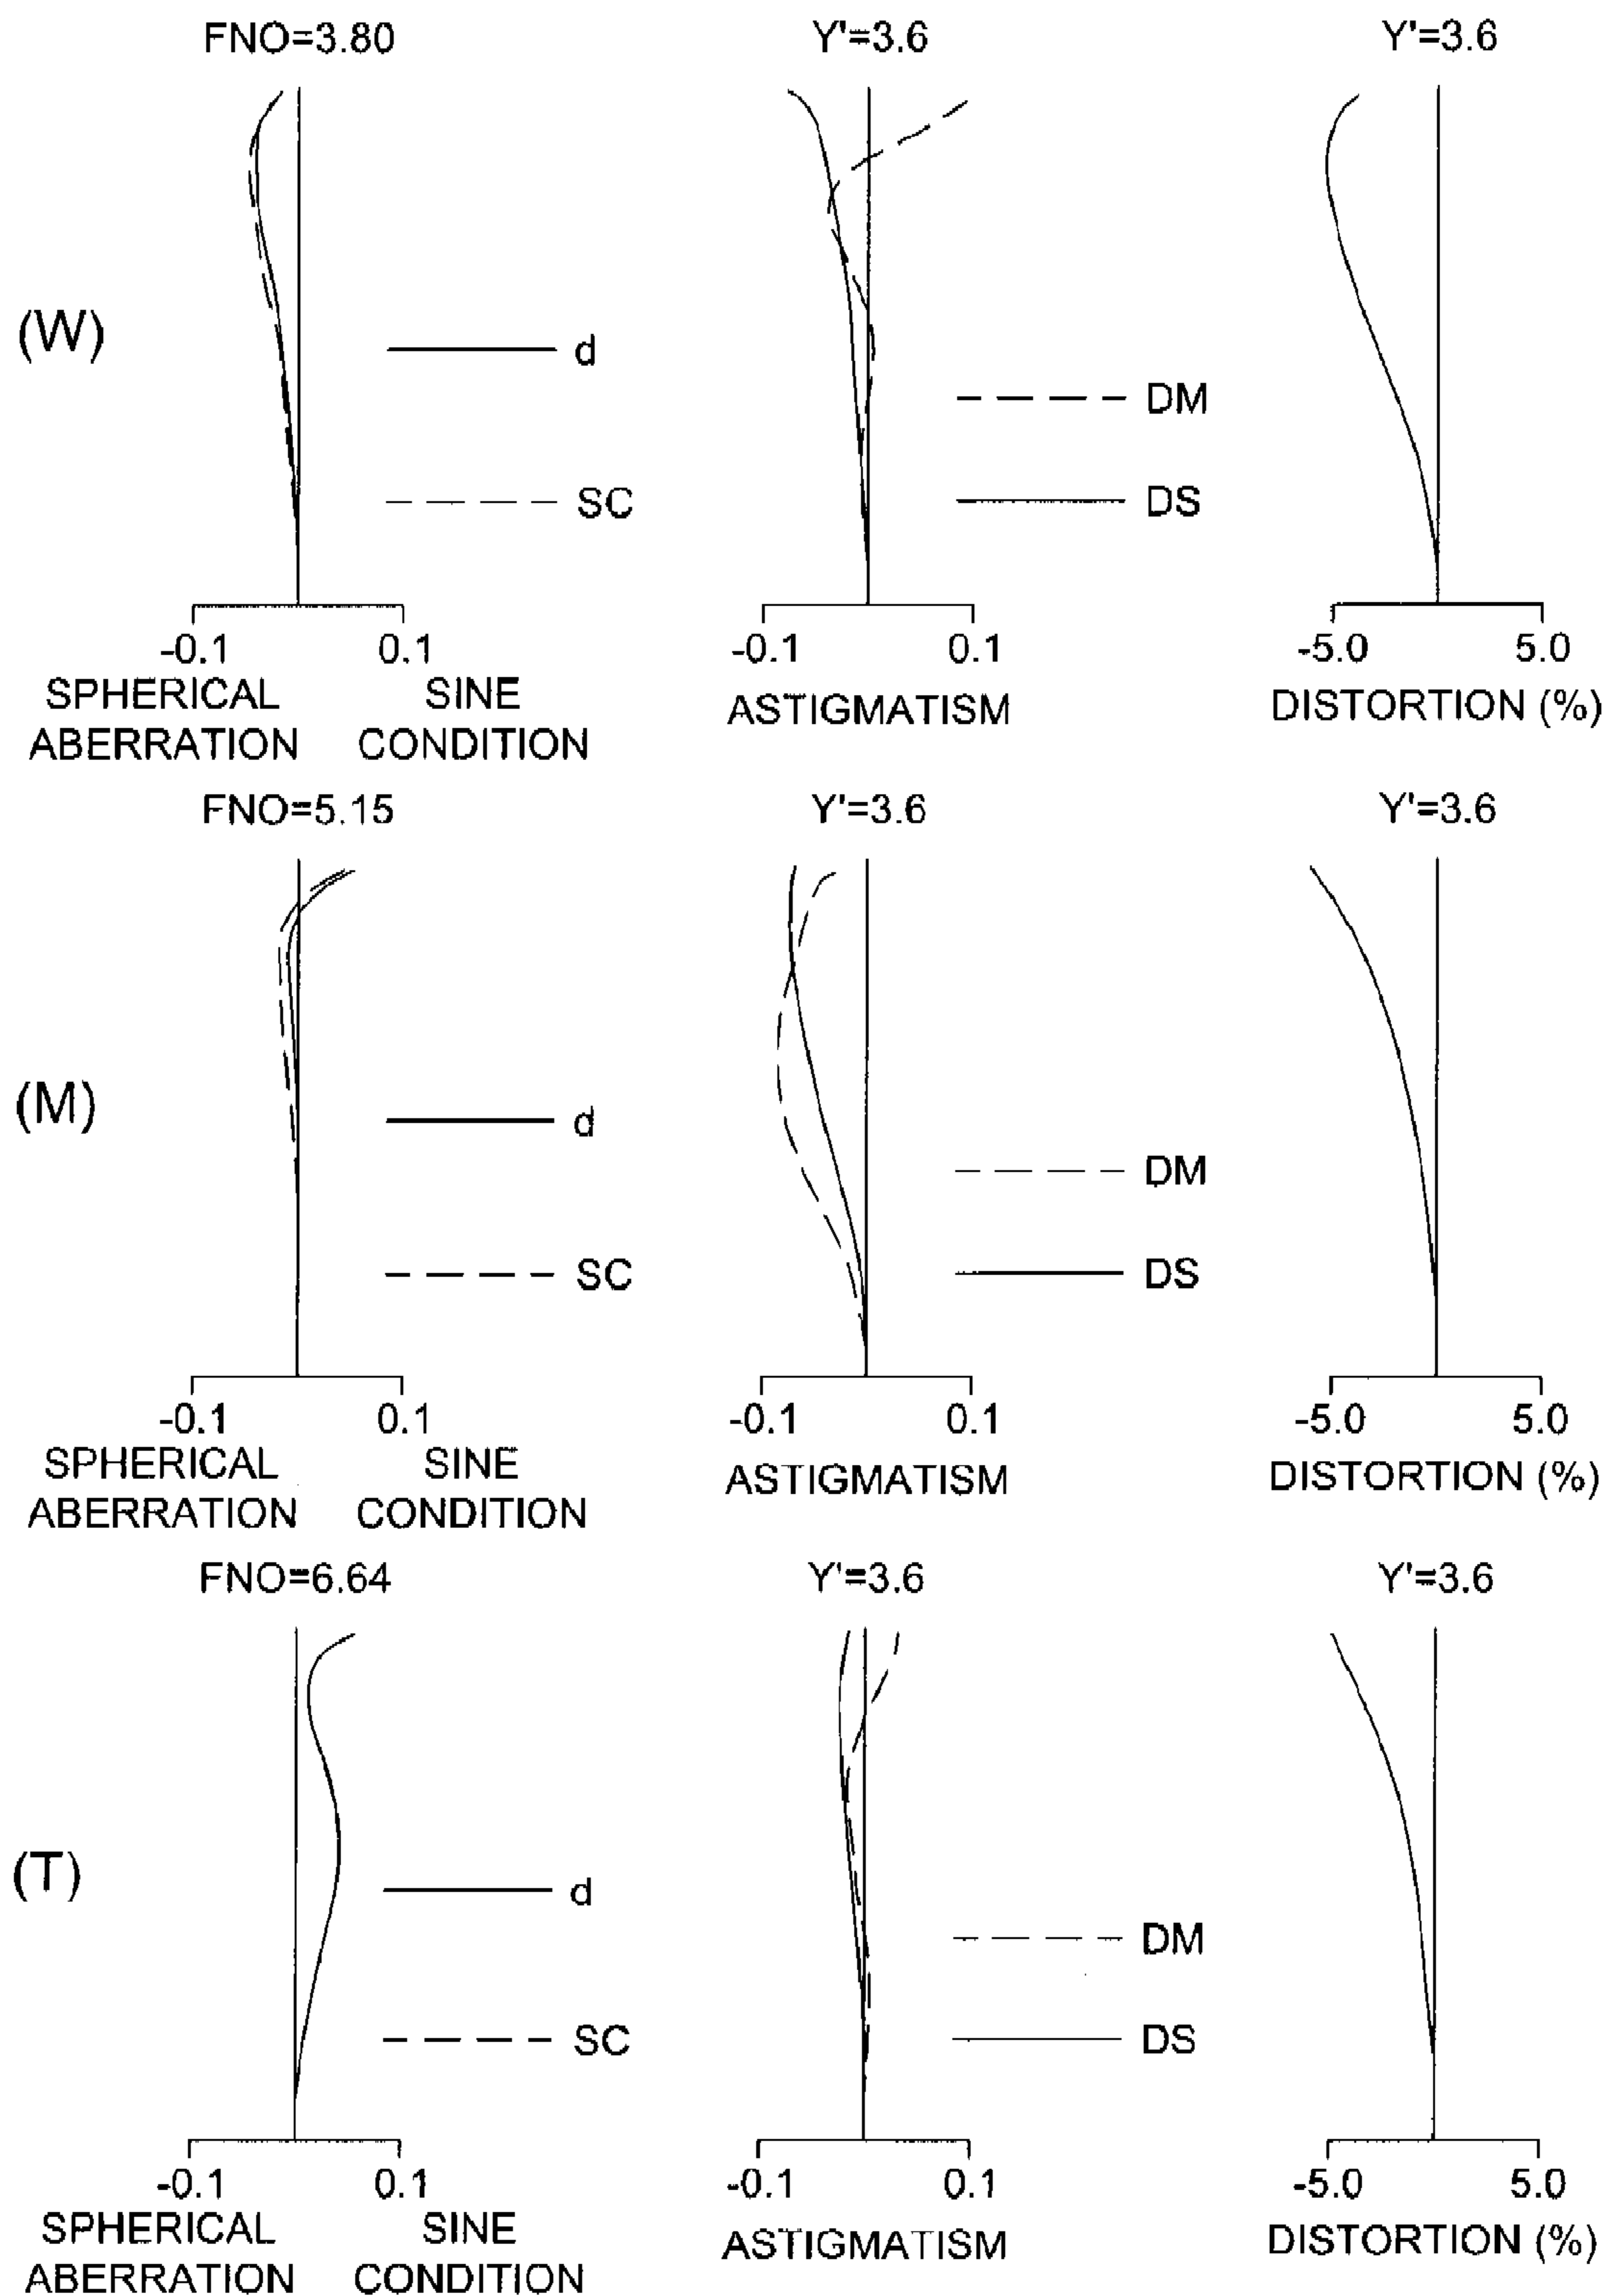 FNO=3.80 Y'=3.6 Y'=3.6
(W)
d
SC
DM
DS
-0.1 0.1 -0.1 0.1 -5.0 5.0
SPHERICAL SINE ASTIGMATISM DISTORTION (%)
ABERRATION CONDITION
FNO=5.15 Y'=3.6 Y'=3.6
(M)
d
SC
DM
DS
-0.1 0.1 -0.1 0.1 -5.0 5.0
SPHERICAL SINE ASTIGMATISM DISTORTION (%)
ABERRATION CONDITION
FNO=6.64 Y'=3.6 Y'=3.6
(T)
d
SC
DM
DS
-0.1 0.1 -0.1 0.1 -5.0 5.0
SPHERICAL SINE ASTIGMATISM DISTORTION (%)
ABERRATION CONDITION